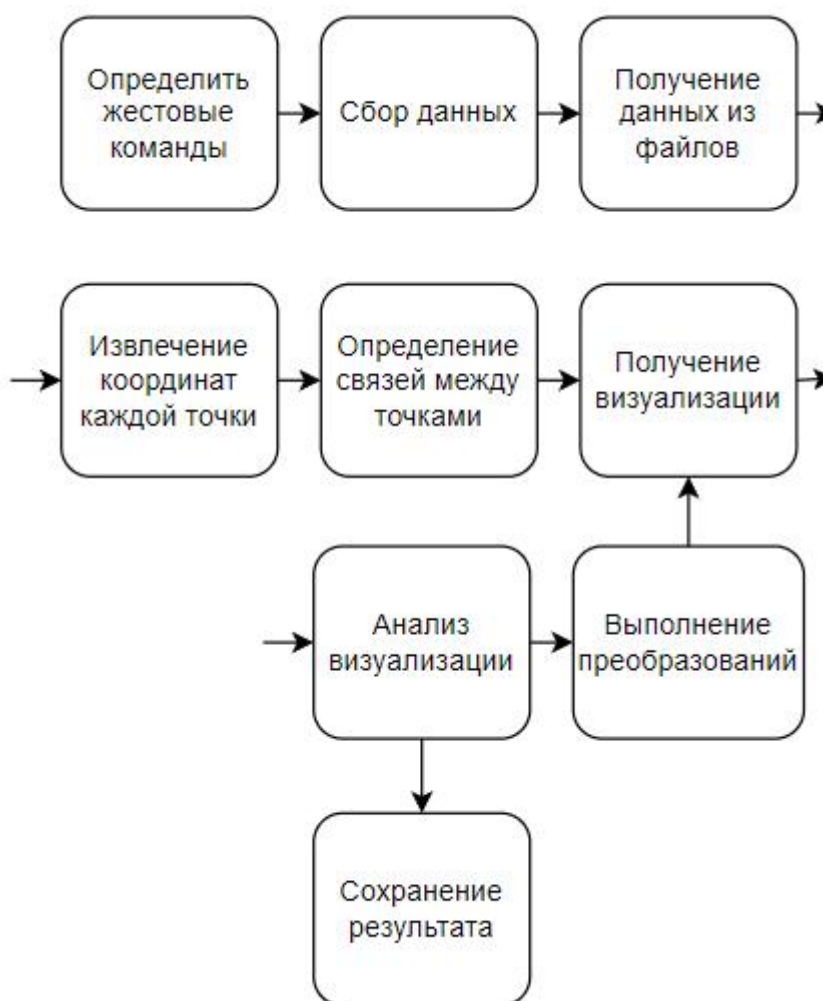 Определить
жестовые
команды
Сбор данных
Получение
данных из
файлов
Извлечение
координат
каждой точки
Определение
связей между
точками
Получение
визуализации
Анализ
визуализации
Выполнение
преобразований
Сохранение
результата